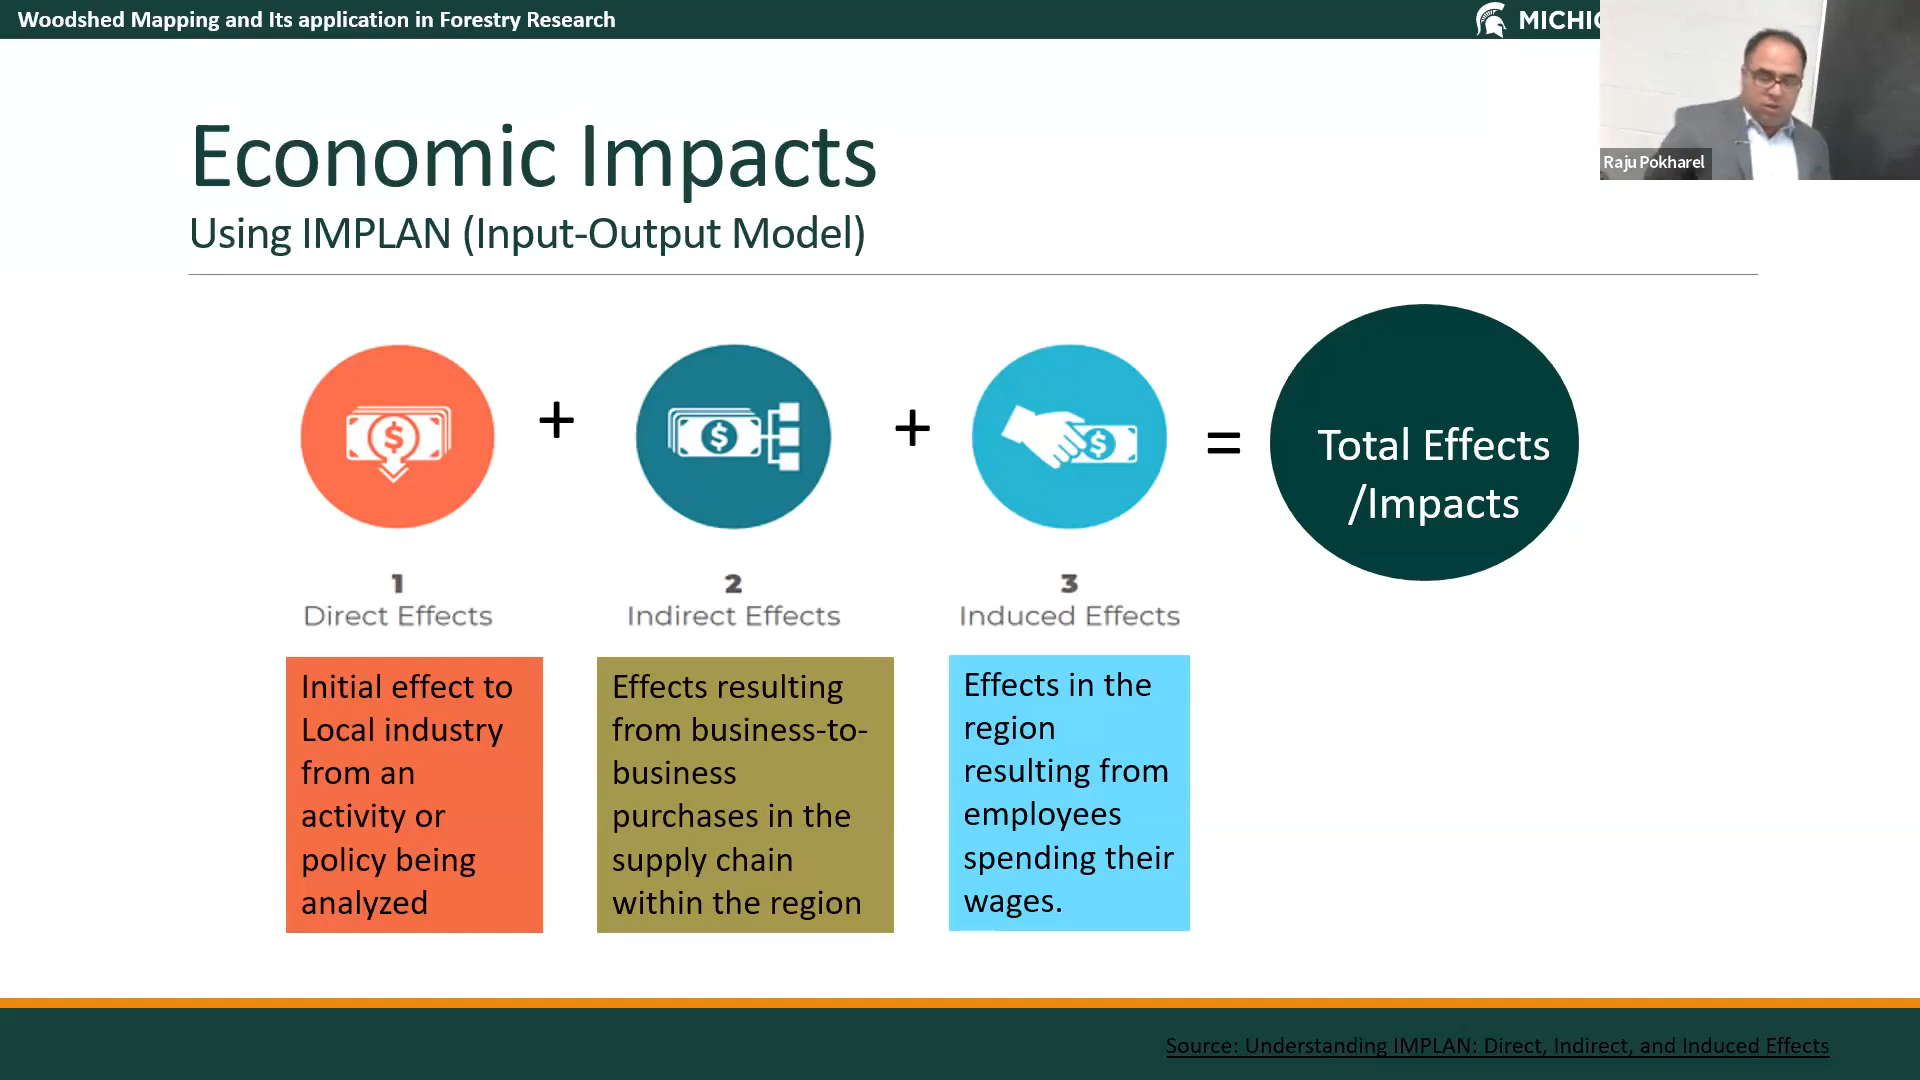 Woodshed Mapping and Its application in Forestry Research
Raju Pokharel
Economic Impacts
Using IMPLAN (Input-Output Model)
$
+
$
+
$
=
Total Effects
/Impacts
1
Direct Effects
2
Indirect Effects
3
Induced Effects
Initial effect to
Local industry
from an
activity or
policy being
analyzed
Effects resulting
from business-to-
business
purchases in the
supply chain
within the region
Effects in the
region
resulting from
employees
spending their
wages.
Source: Understanding IMPLAN: Direct, Indirect, and Induced Effects